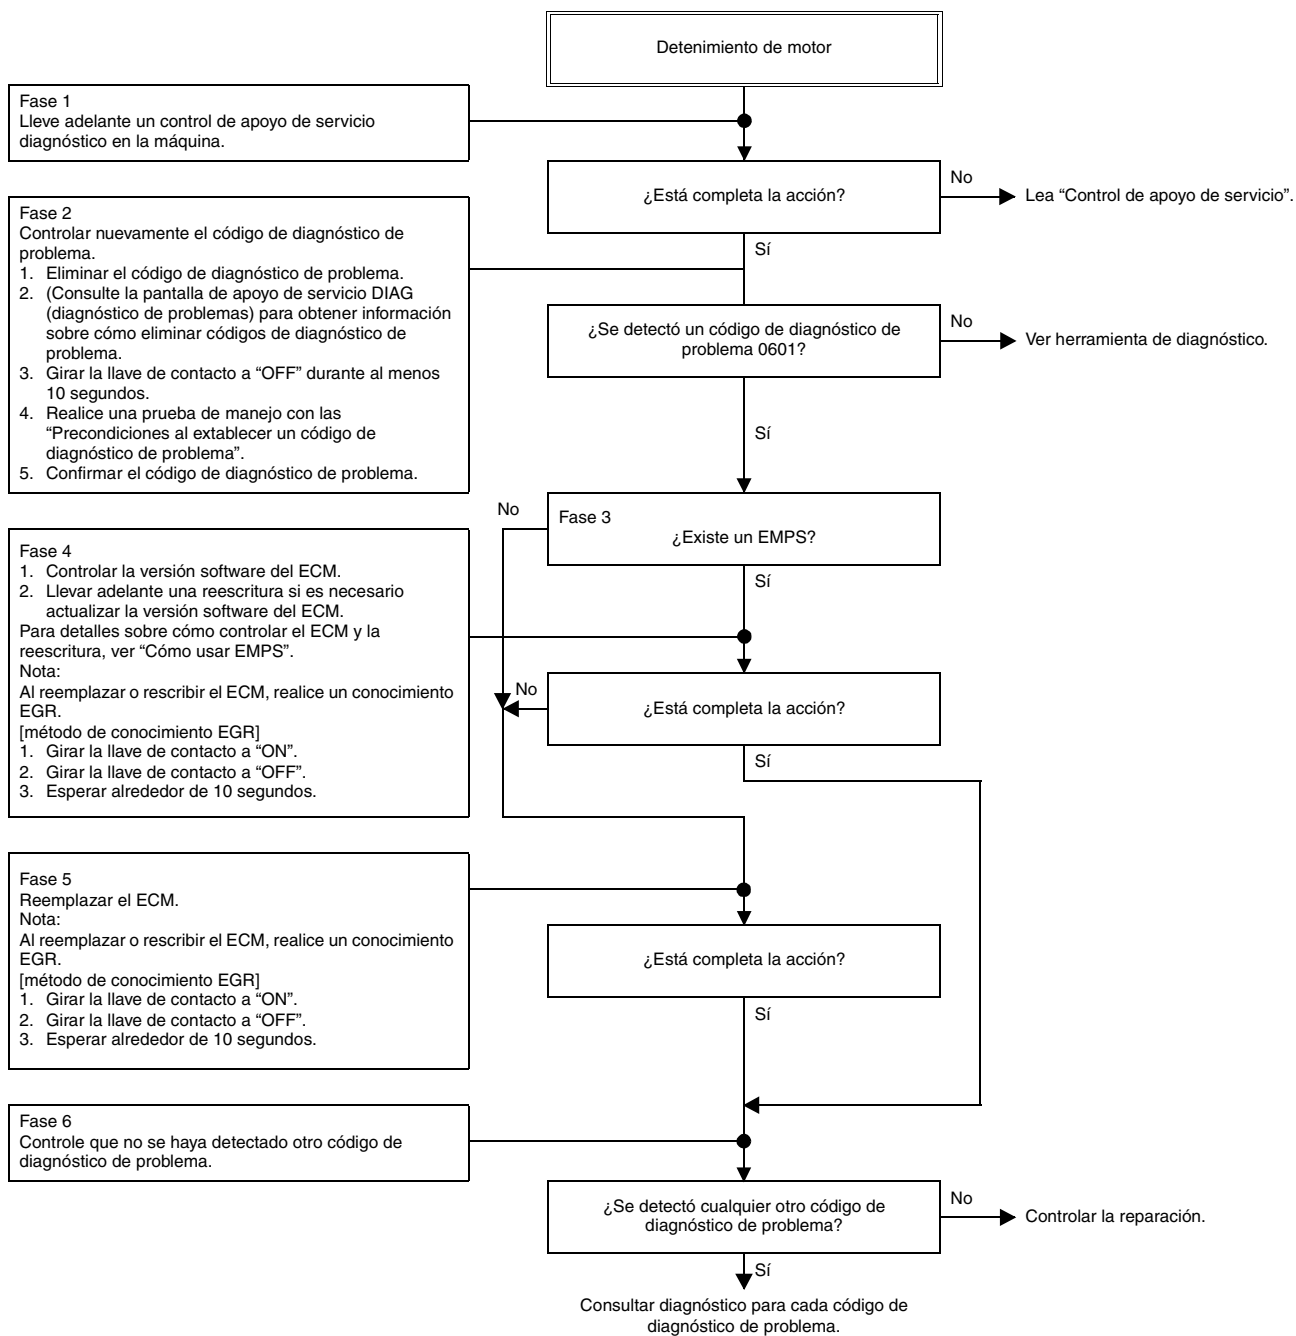 Detenimiento de motor
Fase 1
Lleve adelante un control de apoyo de servicio
diagnóstico en la máquina.
¿Está completa la acción?
No
Lea “Control de apoyo de servicio”.
Sí
Fase 2
Controlar nuevamente el código de diagnóstico de
problema.
1. Eliminar el código de diagnóstico de problema.
2. (Consulte la pantalla de apoyo de servicio DIAG
(diagnóstico de problemas) para obtener información
sobre cómo eliminar códigos de diagnóstico de
problema.
3. Girar la llave de contacto a “OFF” durante al menos
10 segundos.
4. Realice una prueba de manejo con las
“Precondiciones al extablecer un código de
diagnóstico de problema”.
5. Confirmar el código de diagnóstico de problema.
¿Se detectó un código de diagnóstico de
problema 0601?
No
Ver herramienta de diagnóstico.
Sí
No
Fase 3
¿Existe un EMPS?
Sí
Fase 4
1. Controlar la versión software del ECM.
2. Llevar adelante una reescritura si es necesario
actualizar la versión software del ECM.
Para detalles sobre cómo controlar el ECM y la
reescritura, ver “Cómo usar EMPS”.
Nota:
Al reemplazar o rescribir el ECM, realice un conocimiento
EGR.
[método de conocimiento EGR]
1. Girar la llave de contacto a “ON”.
2. Girar la llave de contacto a “OFF”.
3. Esperar alrededor de 10 segundos.
No
¿Está completa la acción?
Sí
Fase 5
Reemplazar el ECM.
Nota:
Al reemplazar o rescribir el ECM, realice un conocimiento
EGR.
[método de conocimiento EGR]
1. Girar la llave de contacto a “ON”.
2. Girar la llave de contacto a “OFF”.
3. Esperar alrededor de 10 segundos.
¿Está completa la acción?
Sí
Fase 6
Controle que no se haya detectado otro código de
diagnóstico de problema.
¿Se detectó cualquier otro código de
diagnóstico de problema?
No
Controlar la reparación.
Sí
Consultar diagnóstico para cada código de
diagnóstico de problema.